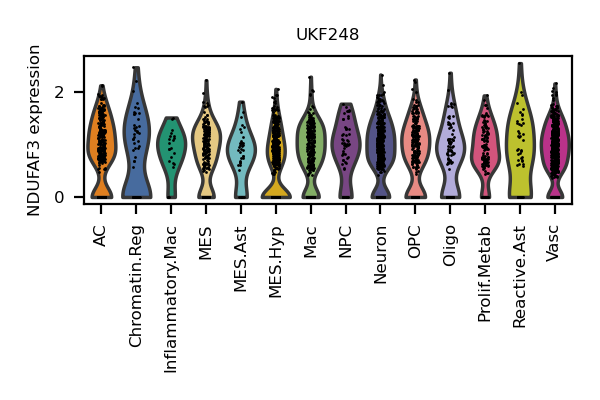 UKF248
NDUFAF3 expression
2
0
AC
Chromatin.Reg
Inflammatory.Mac
MES
MES.Ast
MES.Hyp
Mac
NPC
Neuron
OPC
Oligo
Prolif.Metab
Reactive.Ast
Vasc